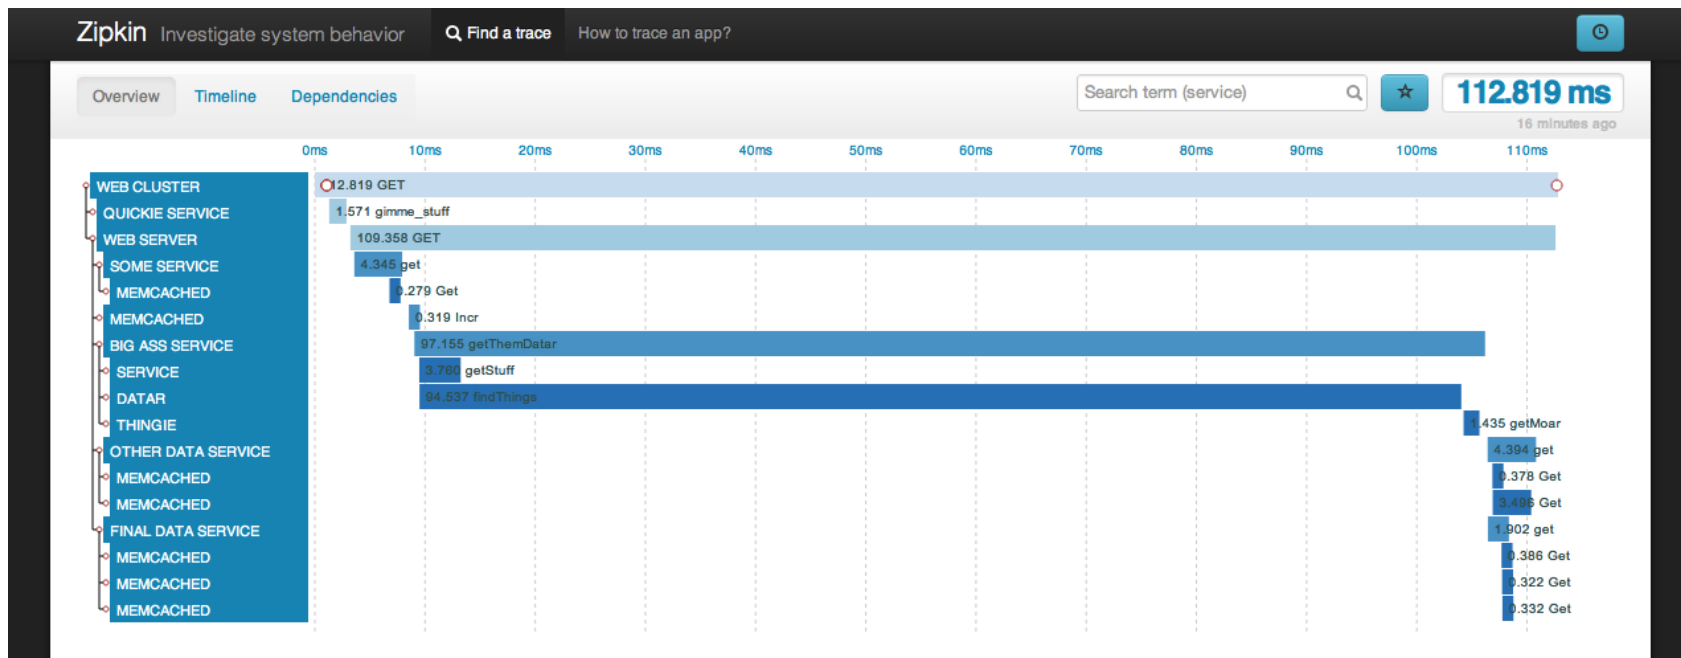 Zipkin Investigate system behavior Find a trace How to trace an app?
Overview Timeline Dependencies Search term (service) 112.819 ms
16 minutes ago
0ms 10ms 20ms 30ms 40ms 50ms 60ms 70ms 80ms 90ms 100ms 110ms
WEB CLUSTER 12.819 GET
QUICKIE SERVICE 1.571 gimme_stuff
WEB SERVER 109.358 GET
SOME SERVICE 4.345 get
MEMCACHED 0.279 Get
MEMCACHED 0.319 Incr
BIG ASS SERVICE 97.155 getThemDatar
SERVICE 3.760 getStuff
DATAR 94.537 findThings
THINGIE 1.435 getMoar
OTHER DATA SERVICE 4.394 get
MEMCACHED 0.378 Get
MEMCACHED 3.496 Get
FINAL DATA SERVICE 1.902 get
MEMCACHED 0.386 Get
MEMCACHED 0.322 Get
MEMCACHED 0.332 Get